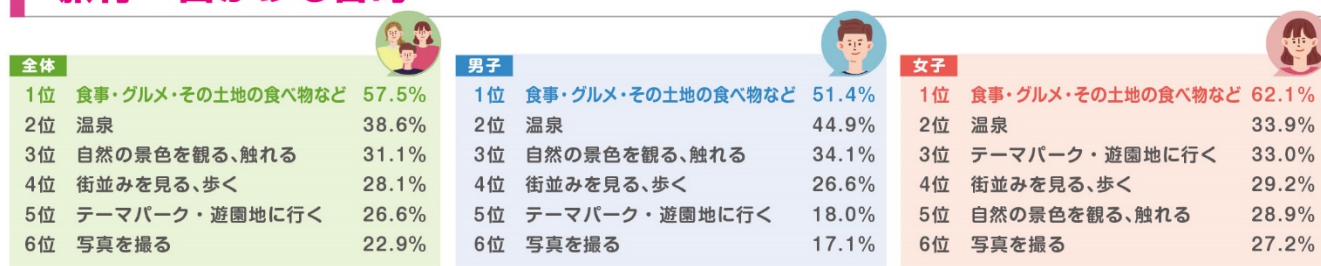 全体
1位 食事・グルメ・その土地の食べ物など 57.5%
2位 温泉 38.6%
3位 自然の景色を観る、触れる 31.1%
4位 街並みを見る、歩く 28.1%
5位 テーマパーク・遊園地に行く 26.6%
6位 写真を撮る 22.9%
男子
1位 食事・グルメ・その土地の食べ物など 51.4%
2位 温泉 44.9%
3位 自然の景色を観る、触れる 34.1%
4位 街並みを見る、歩く 26.6%
5位 テーマパーク・遊園地に行く 18.0%
6位 写真を撮る 17.1%
女子
1位 食事・グルメ・その土地の食べ物など 62.1%
2位 温泉 33.9%
3位 テーマパーク・遊園地に行く 33.0%
4位 街並みを見る、歩く 29.2%
5位 自然の景色を観る、触れる 28.9%
6位 写真を撮る 27.2%